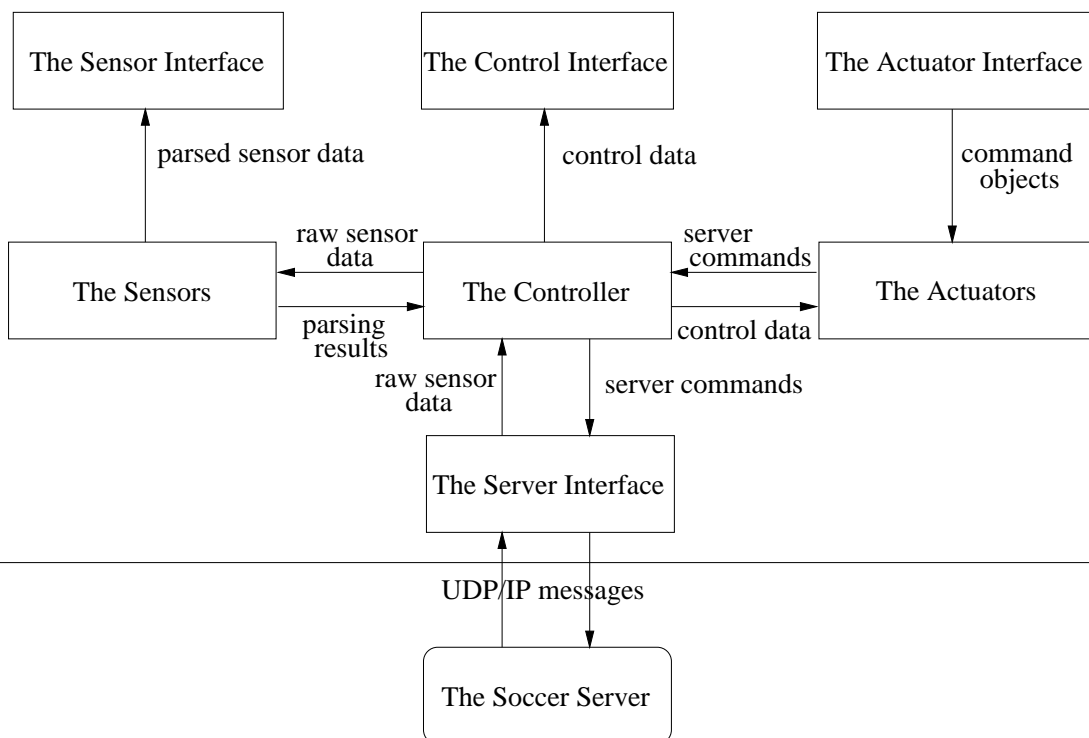 The Sensor Interface
The Control Interface
The Actuator Interface
parsed sensor data
control data
command
objects
raw sensor
data
server
commands
The Sensors
The Controller
The Actuators
parsing
results
control data
raw sensor
data
server commands
The Server Interface
UDP/IP messages
The Soccer Server